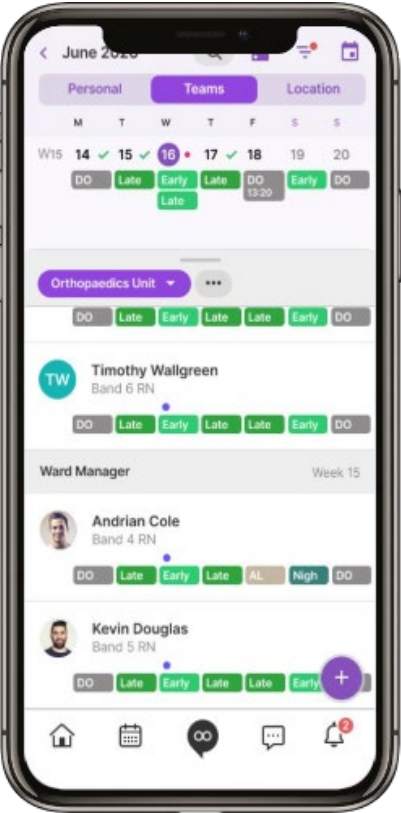 June 2020
Personal Teams Location
M T W T F S S
W15 14 15 16 17 18 19 20
DO Late Early Late DO Early DO
Late 13:20
Orthopaedics Unit
DO Late Early Late Late Early DO
TW Timothy Wallgreen
Band 6 RN
DO Late Early Late Late Early DO
Ward Manager Week 15
Andrian Cole
Band 4 RN
DO Late Early Late AL Nigh DO
Kevin Douglas
Band 5 RN
DO Late Early Late Late Early
+
2